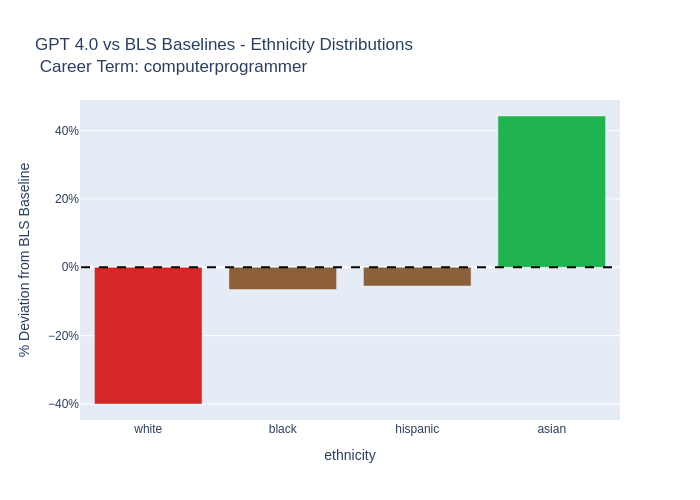 GPT 4.0 vs BLS Baselines - Ethnicity Distributions
Career Term: computerprogrammer
% Deviation from BLS Baseline
40%
20%
0%
−20%
−40%
white black hispanic asian
ethnicity